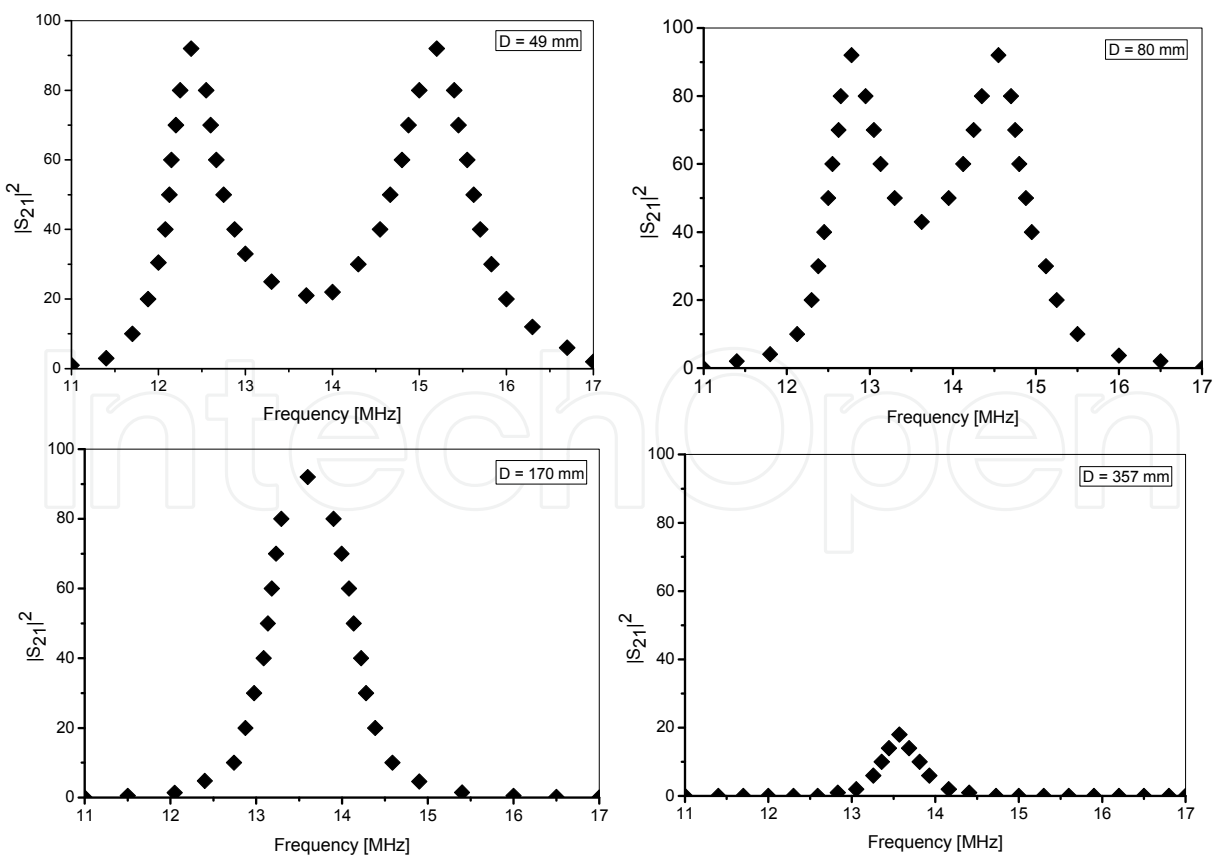 D = 49 mm
100
80
60
40
20
0
|S21|2
11 12 13 14 15 16 17
Frequency [MHz]
D = 80 mm
100
80
60
40
20
0
|S21|2
11 12 13 14 15 16 17
Frequency [MHz]
D = 170 mm
100
80
60
40
20
0
|S21|2
11 12 13 14 15 16 17
Frequency [MHz]
D = 357 mm
100
80
60
40
20
0
|S21|2
11 12 13 14 15 16 17
Frequency [MHz]
IntechOpen